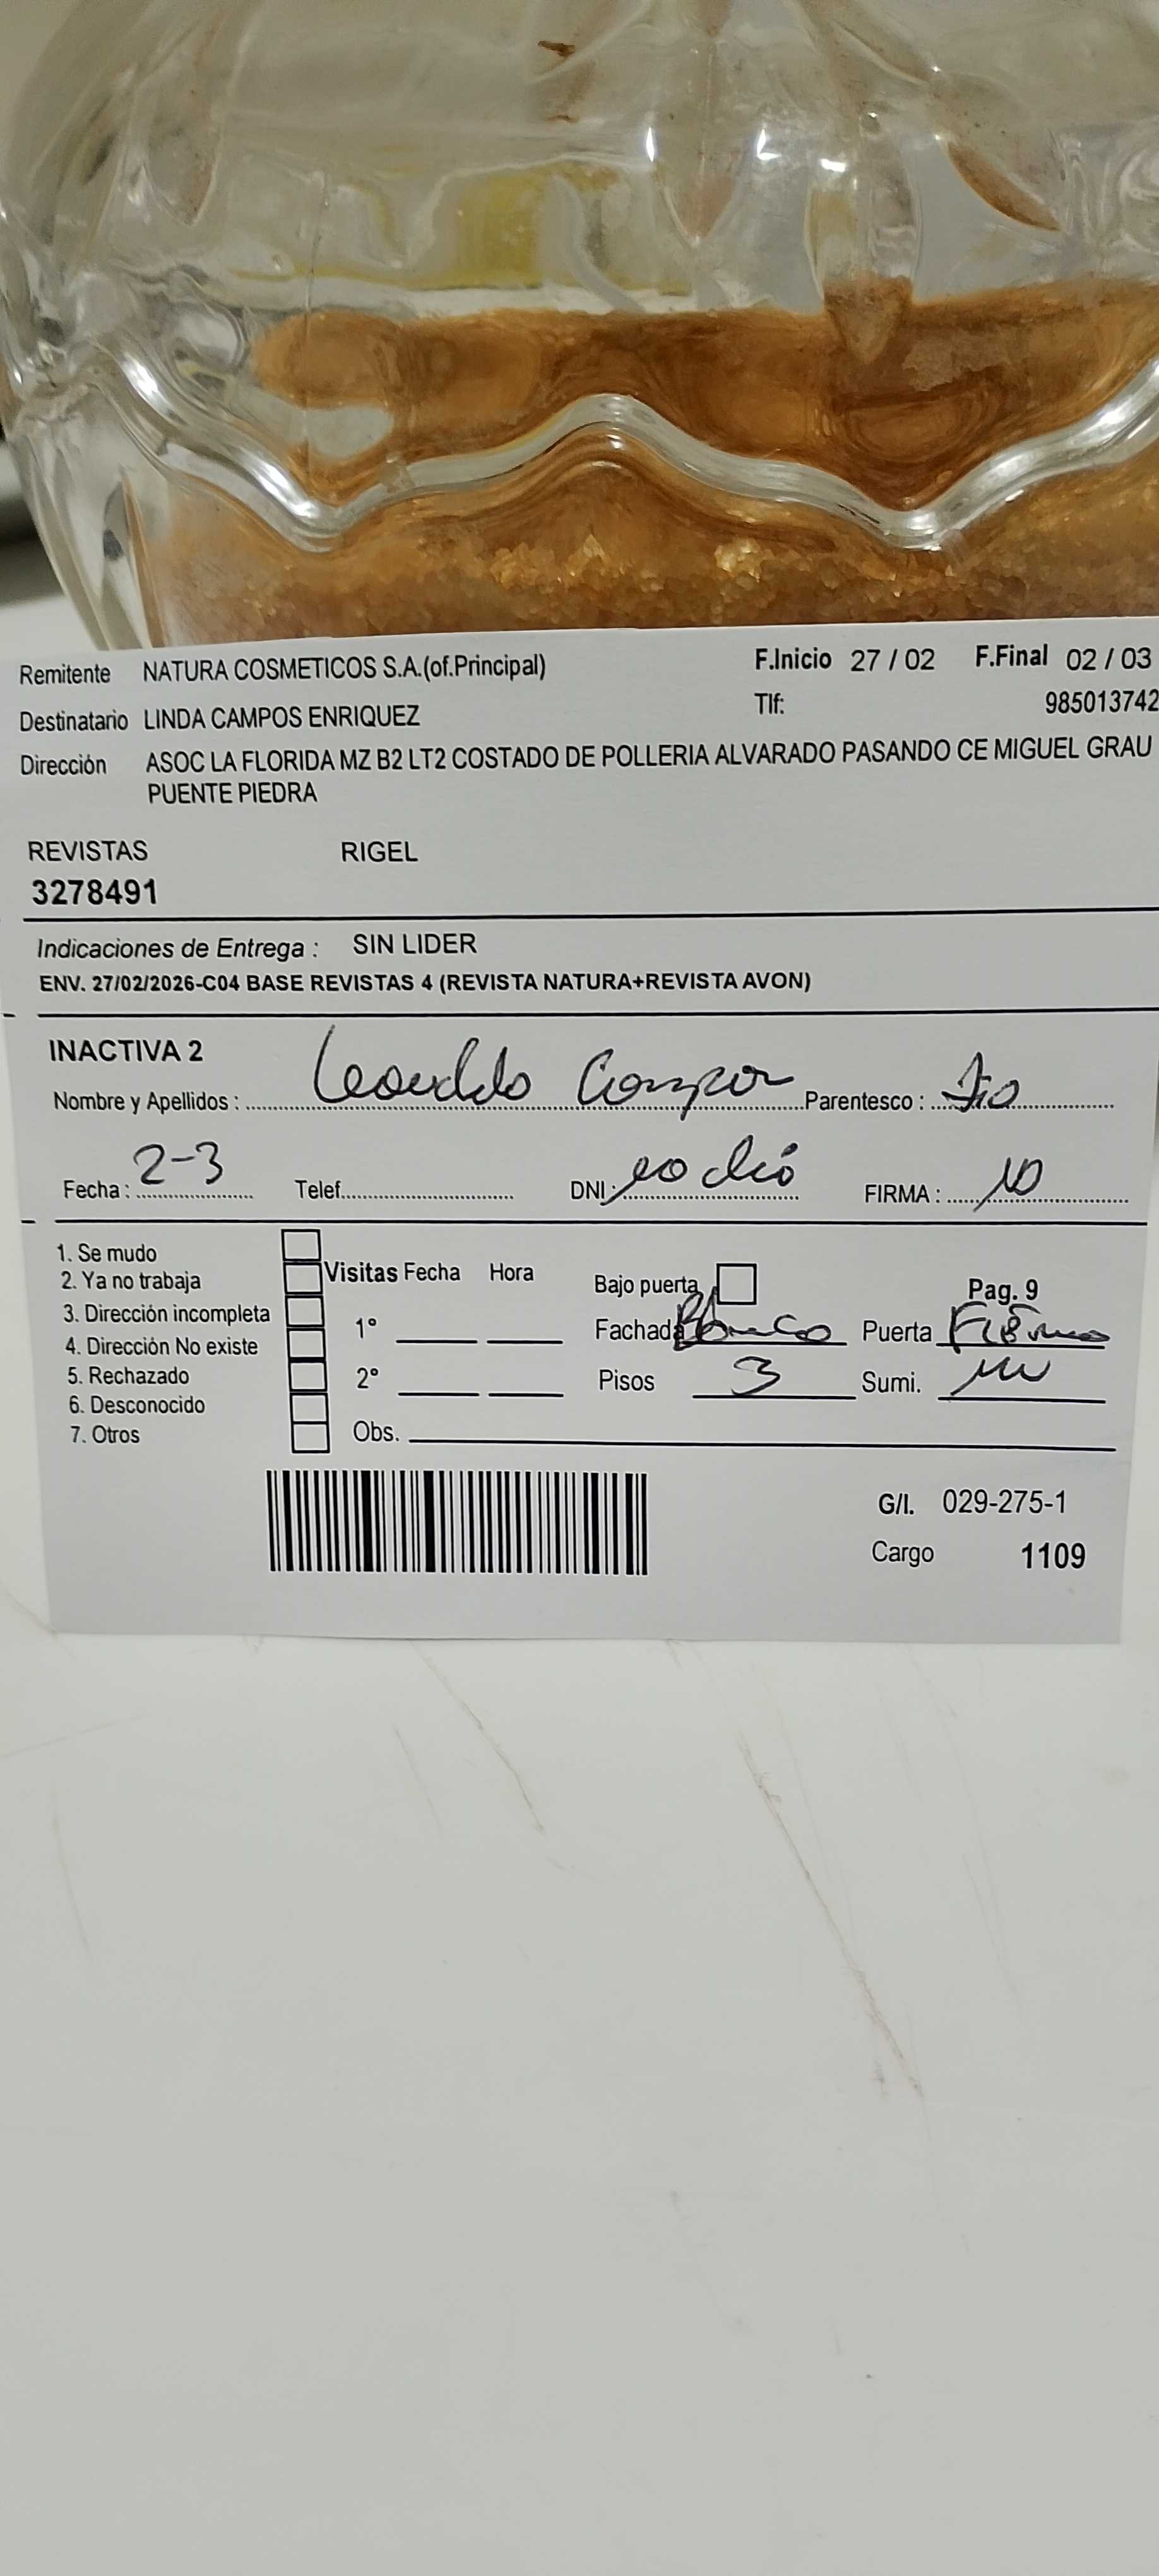 Remitente NATURA COSMETICOS S.A.(of.Principal) F.Inicio 27 / 02 F.Final 02 / 03
Destinatario LINDA CAMPOS ENRIQUEZ Tlf: 985013742
Dirección ASOC LA FLORIDA MZ B2 LT2 COSTADO DE POLLERIA ALVARADO PASANDO CE MIGUEL GRAU
PUENTE PIEDRA
REVISTAS RIGEL
3278491
Indicaciones de Entrega : SIN LIDER
ENV. 27/02/2026-C04 BASE REVISTAS 4 (REVISTA NATURA+REVISTA AVON)
INACTIVA 2
Nombre y Apellidos : Parentesco : Tio
Fecha : 2-3 Telef. DNI : no dió FIRMA :
1. Se mudo
2. Ya no trabaja
3. Dirección incompleta
4. Dirección No existe
5. Rechazado
6. Desconocido
7. Otros
Visitas Fecha Hora
1°
2°
Obs.
Bajo puerta Pag. 9
Fachada Blanco Puerta
Pisos 3 Sumi.
G/I. 029-275-1
Cargo 1109